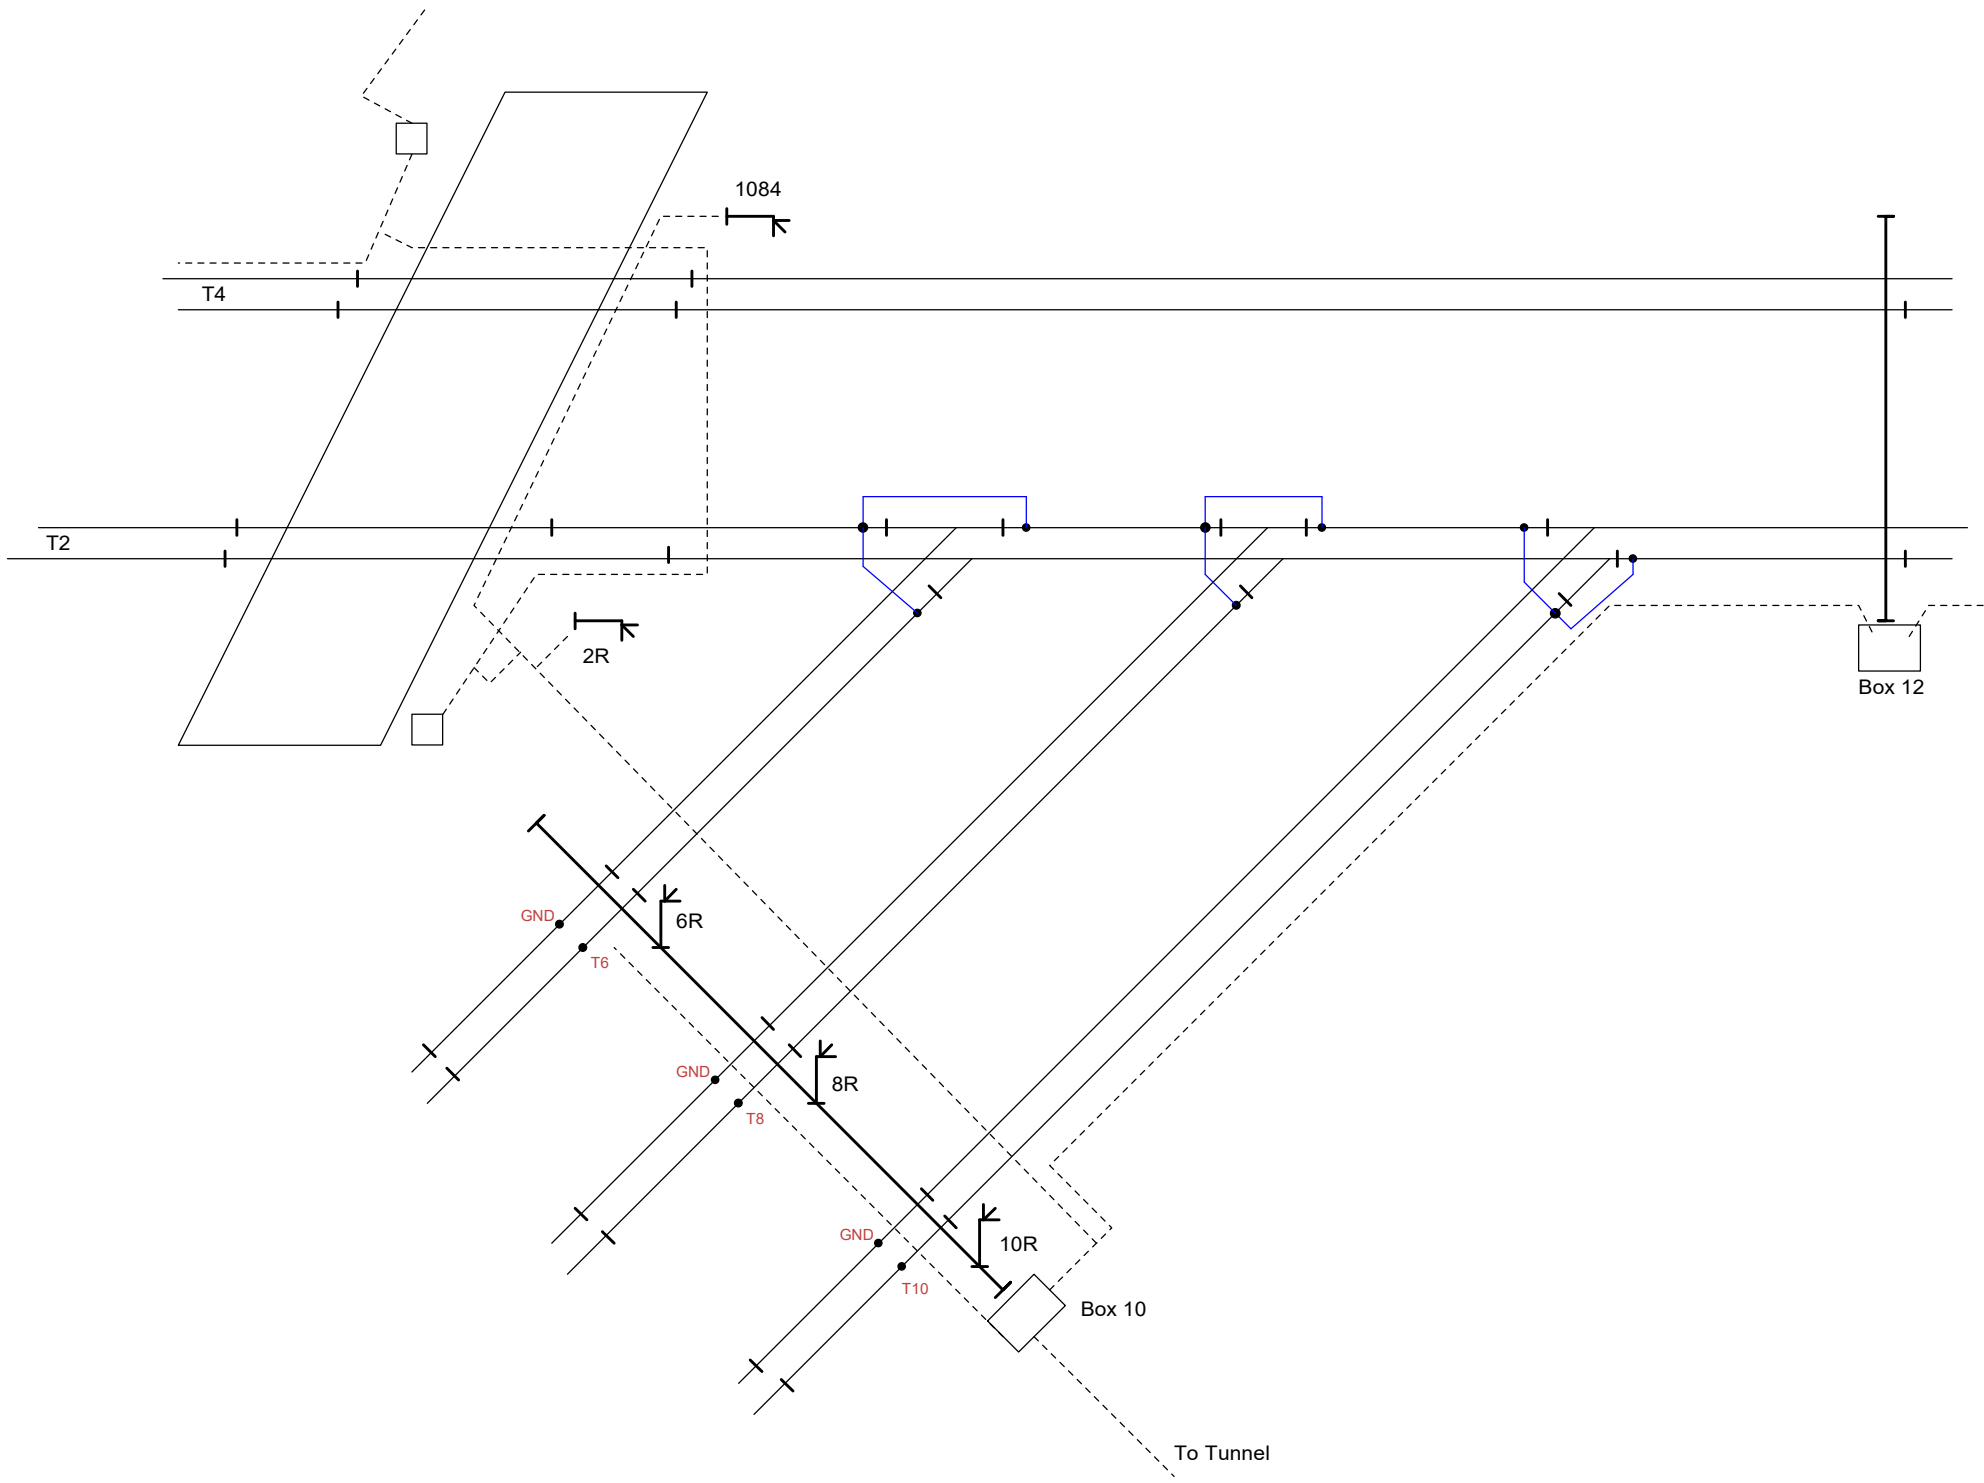 1084
T4
T2
2R
Box 12
GND
6R
T6
GND
8R
T8
GND
10R
T10
Box 10
To Tunnel